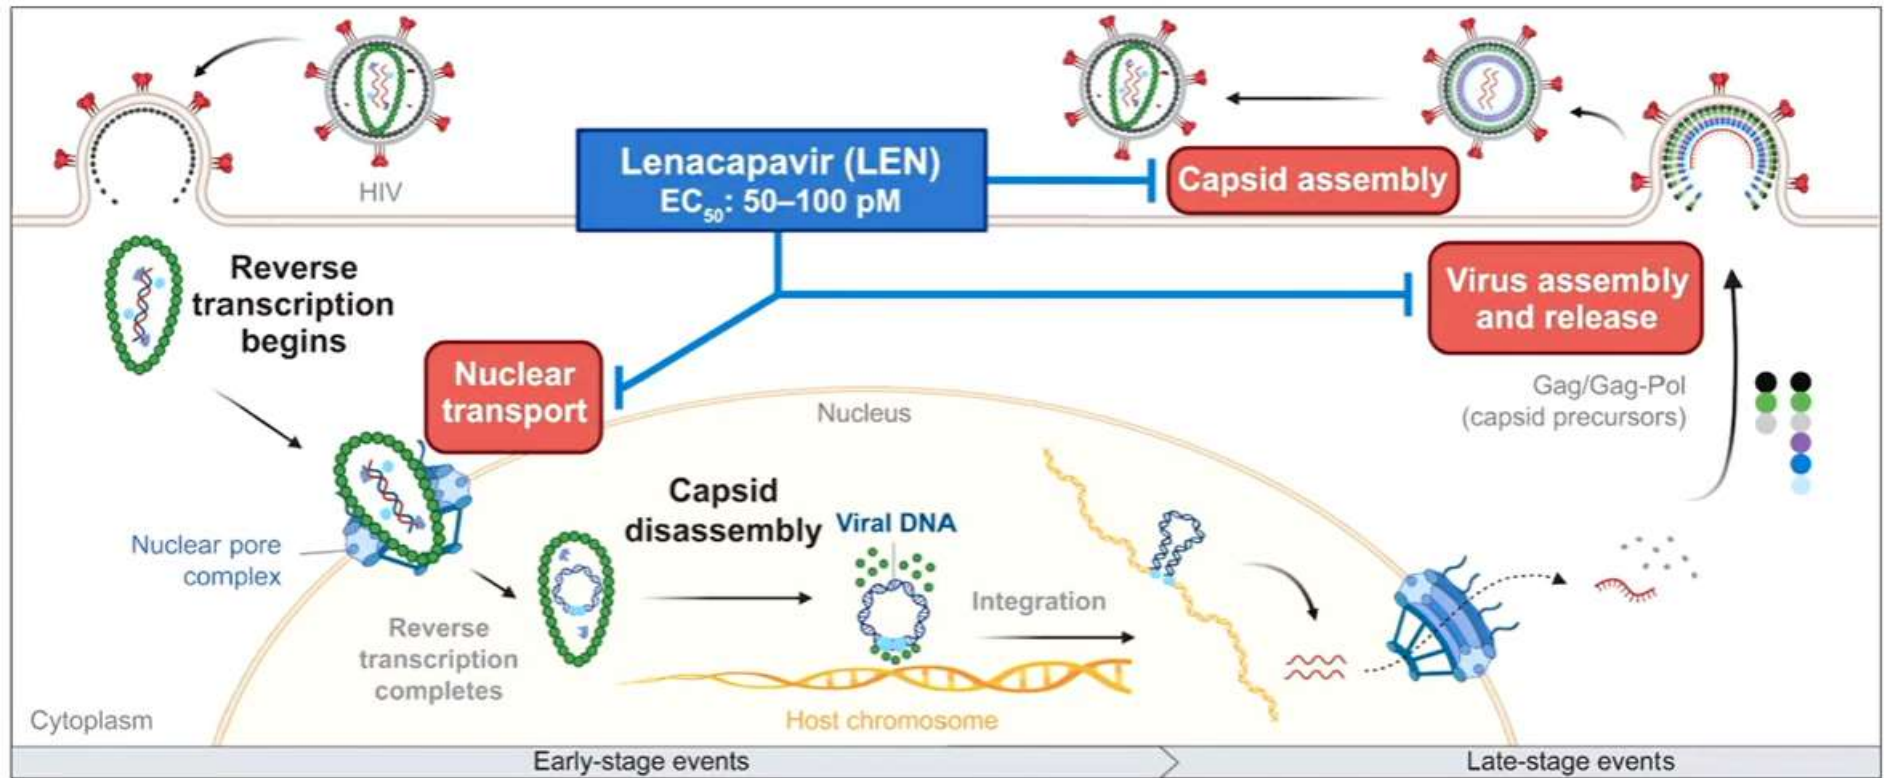 HIV
Lenacapavir (LEN)
EC50: 50–100 pM
Capsid assembly
Reverse
transcription
begins
Virus assembly
and release
Nuclear
transport
Gag/Gag-Pol
(capsid precursors)
Nucleus
Capsid
disassembly
Viral DNA
Nuclear pore
complex
Integration
Reverse
transcription
completes
Cytoplasm
Host chromosome
Early-stage events
Late-stage events